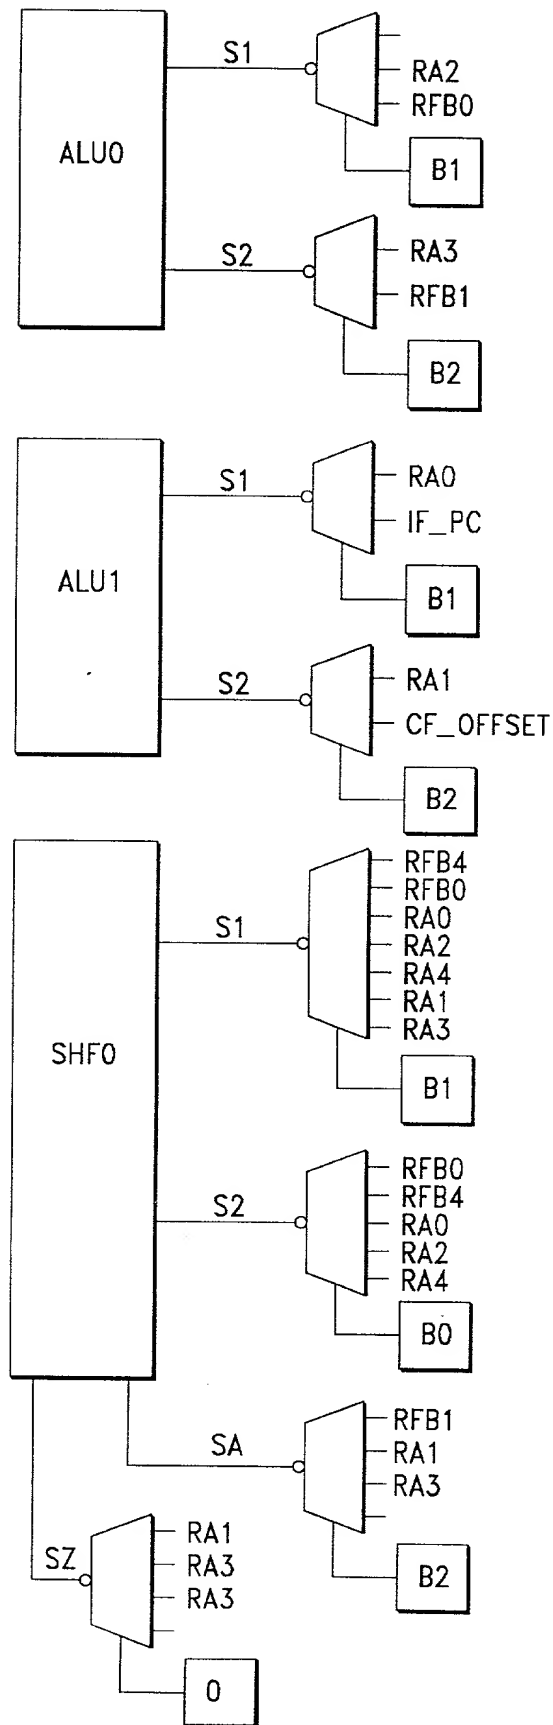 S1
RA2
RFB0
ALU0
B1
S2
RA3
RFB1
B2
S1
RA0
IF_PC
ALU1
B1
S2
RA1
CF_OFFSET
B2
RFB4
RFB0
RA0
S1
RA2
RA4
RA1
RA3
SHF0
B1
RFB0
RFB4
S2
RA0
RA2
RA4
B0
RFB1
SA
RA1
RA3
B2
RA1
SZ
RA3
RA3
0